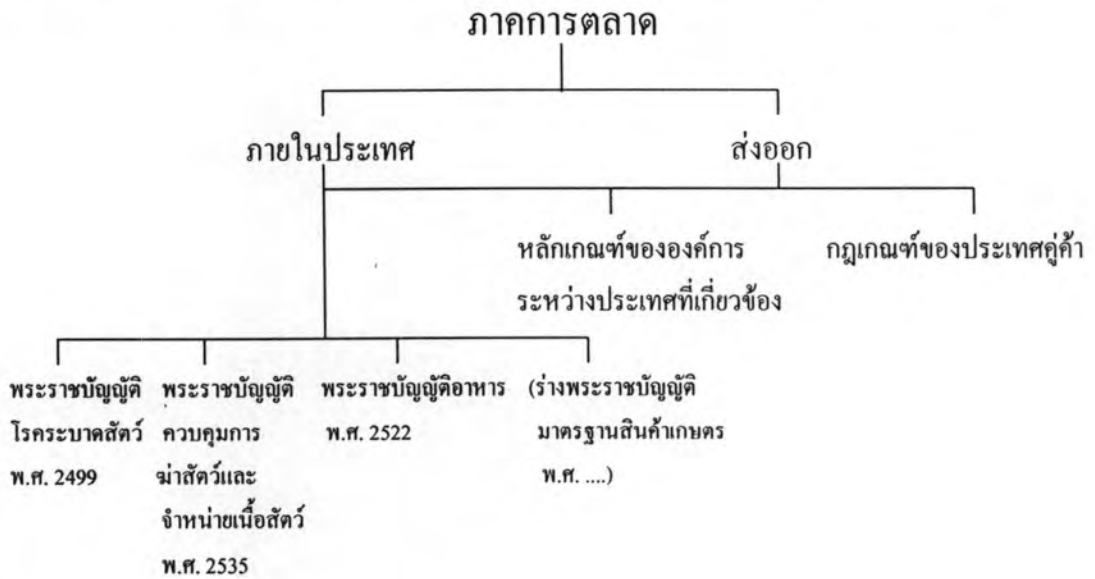 ภาคการตลาด
ภายในประเทศ
ส่งออก
หลักเกณฑ์ขององค์การ
ระหว่างประเทศที่เกี่ยวข้อง
กฎเกณฑ์ของประเทศคู่ค้า
พระราชบัญญัติ
โรคระบาดสัตว์
พ.ศ. 2499
พระราชบัญญัติ
ควบคุมการ
ฆ่าสัตว์และ
จำหน่ายเนื้อสัตว์
พ.ศ. 2535
พระราชบัญญัติอาหาร
พ.ศ. 2522
(ร่างพระราชบัญญัติ
มาตรฐานสินค้าเกษตร
พ.ศ. ....)